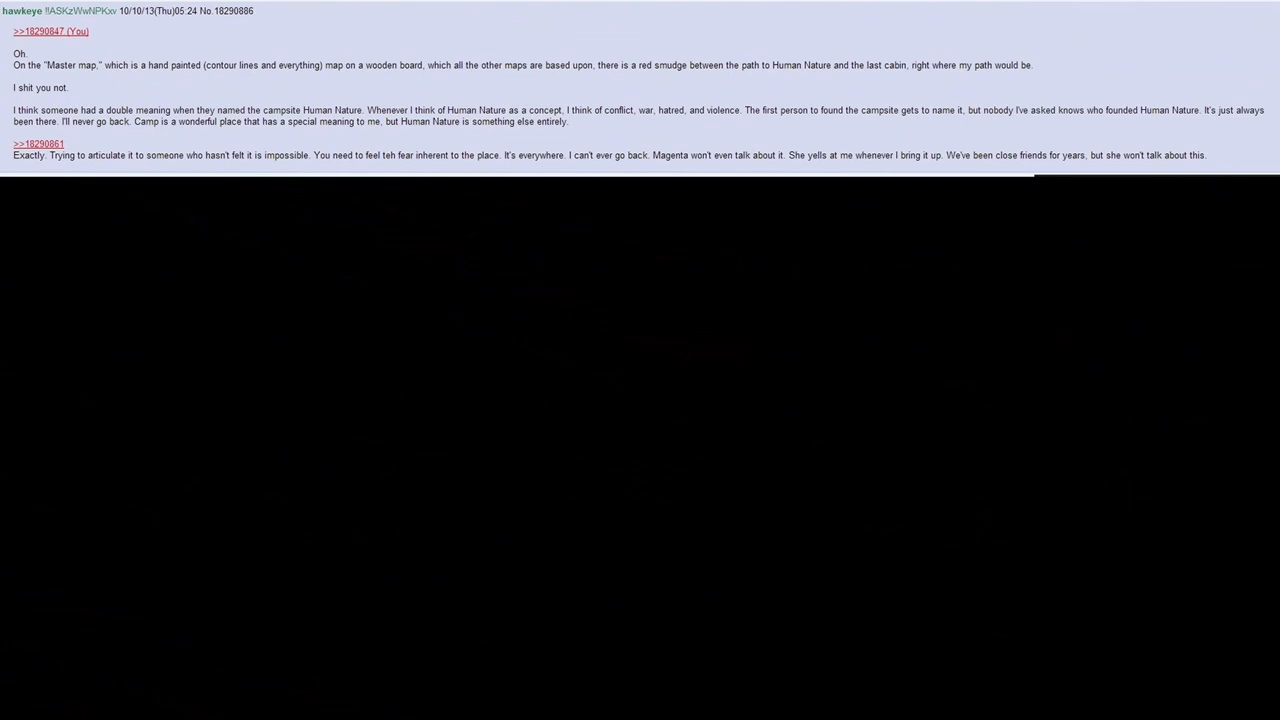 hawkeye !!ASKzWwNPKxv 10/10/13(Thu)05:24 No.18290886
>>18290847 (You)
Oh.
On the "Master map," which is a hand painted (contour lines and everything) map on a wooden board, which all the other maps are based upon, there is a red smudge between the path to Human Nature and the last cabin, right where my path would be.
I shit you not.
I think someone had a double meaning when they named the campsite Human Nature. Whenever I think of Human Nature as a concept, I think of conflict, war, hatred, and violence. The first person to found the campsite gets to name it, but nobody I've asked knows who founded Human Nature. It's just always
been there. I'll never go back. Camp is a wonderful place that has a special meaning to me, but Human Nature is something else entirely.
>>18290861
Exactly. Trying to articulate it to someone who hasn't felt it is impossible. You need to feel teh fear inherent to the place. It's everywhere. I can't ever go back. Magenta won't even talk about it. She yells at me whenever I bring it up. We've been close friends for years, but she won't talk about this.